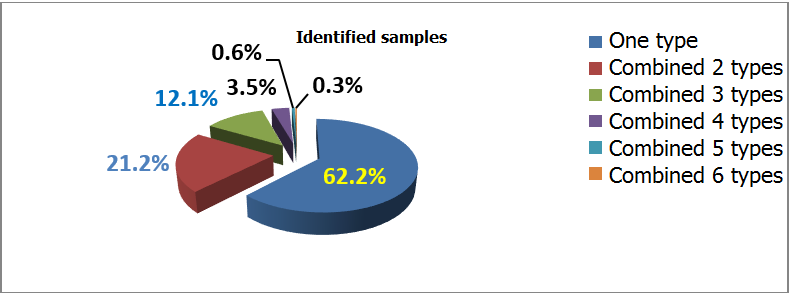 Identified samples
0.6%
0.3%
3.5%
12.1%
21.2%
62.2%
One type
Combined 2 types
Combined 3 types
Combined 4 types
Combined 5 types
Combined 6 types